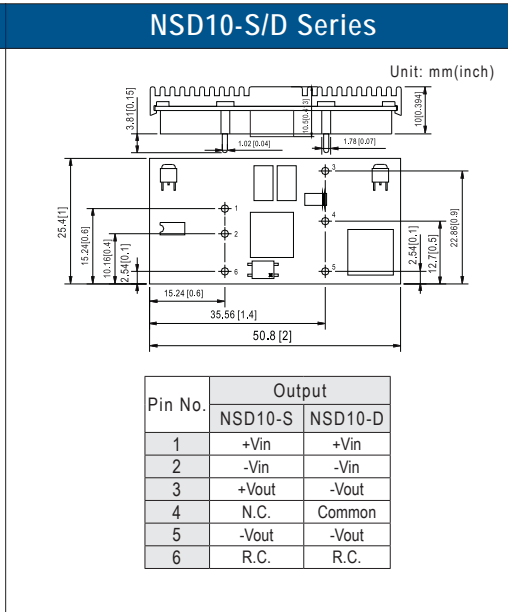 NSD10-S/D Series
Unit: mm(inch)
3.81[0.15]
10.5[0.413]
10[0.394]
1.02 [0.04]
1.78 [0.07]
25.4[1]
15.24[0.6]
10.16[0.4]
2.54[0.1]
1
2
6
3
4
5
2.54[0.1]
12.7[0.5]
22.86[0.9]
15.24 [0.6]
35.56 [1.4]
50.8 [2]
Pin No. Output
NSD10-S NSD10-D
1 +Vin +Vin
2 -Vin -Vin
3 +Vout -Vout
4 N.C. Common
5 -Vout -Vout
6 R.C. R.C.